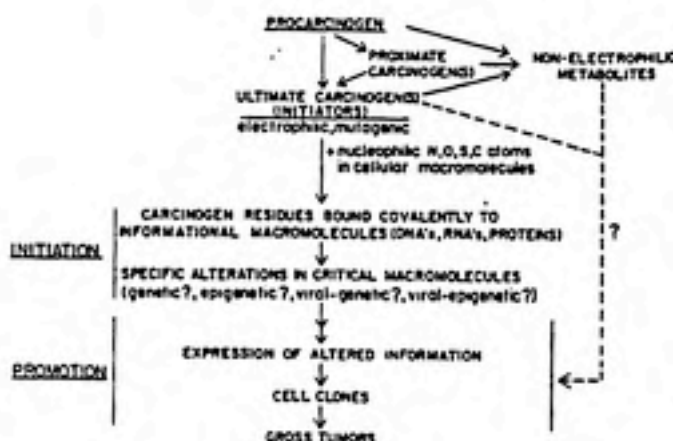 PROCARCINOGEN
PROXIMATE
CARCINOGEN(S)
NON-ELECTROPHILIC
METABOLITES
ULTIMATE CARCINOGEN(S)
(INITIATORS)
electrophilic, mutagenic
+ nucleophilic N,O,S,C atoms
in cellular macromolecules
CARCINOGEN RESIDUES BOUND COVALENTLY TO
INFORMATIONAL MACROMOLECULES (DNA's, RNA's, PROTEINS)
?
INITIATION
SPECIFIC ALTERATIONS IN CRITICAL MACROMOLECULES
(genetic?, epigenetic?, viral-genetic?, viral-epigenetic?)
EXPRESSION OF ALTERED INFORMATION
PROMOTION
CELL CLONES
GROSS TUMORS